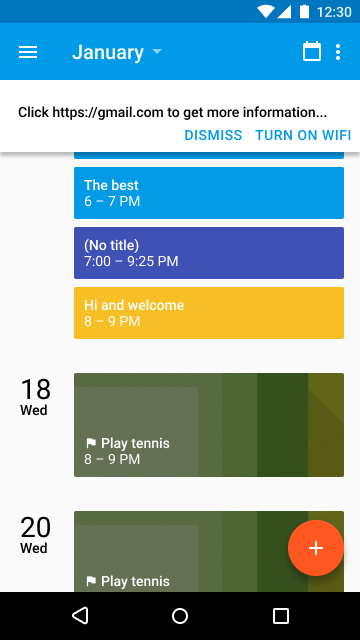 12:30
January
Click https://gmail.com to get more information...
DISMISS TURN ON WIFI
The best
6 – 7 PM
(No title)
7:00 – 9:25 PM
Hi and welcome
8 – 9 PM
18
Wed
Play tennis
8 – 9 PM
20
Wed
Play tennis